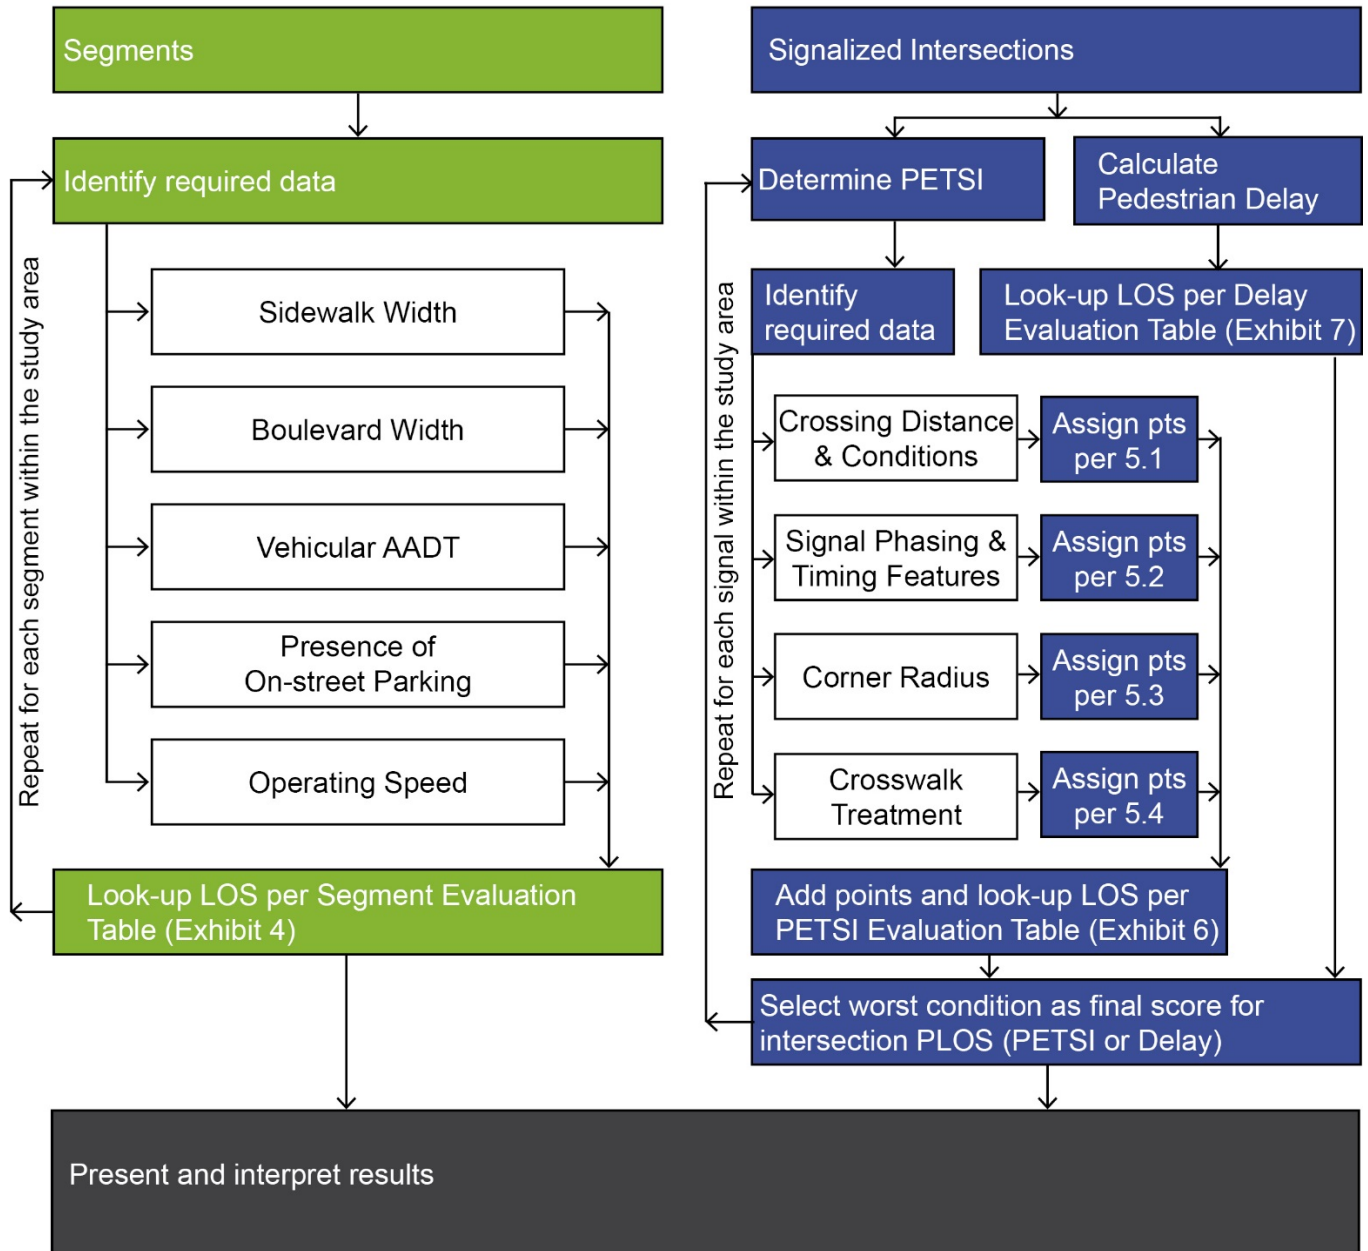 Segments
Identify required data
Repeat for each segment within the study area
Sidewalk Width
Boulevard Width
Vehicular AADT
Presence of
On-street Parking
Operating Speed
Look-up LOS per Segment Evaluation
Table (Exhibit 4)
Signalized Intersections
Determine PETSI
Calculate
Pedestrian Delay
Repeat for each signal within the study area
Identify
required data
Look-up LOS per Delay
Evaluation Table (Exhibit 7)
Crossing Distance
& Conditions
Assign pts
per 5.1
Signal Phasing &
Timing Features
Assign pts
per 5.2
Corner Radius
Assign pts
per 5.3
Crosswalk
Treatment
Assign pts
per 5.4
Add points and look-up LOS per
PETSI Evaluation Table (Exhibit 6)
Select worst condition as final score for
intersection PLOS (PETSI or Delay)
Present and interpret results